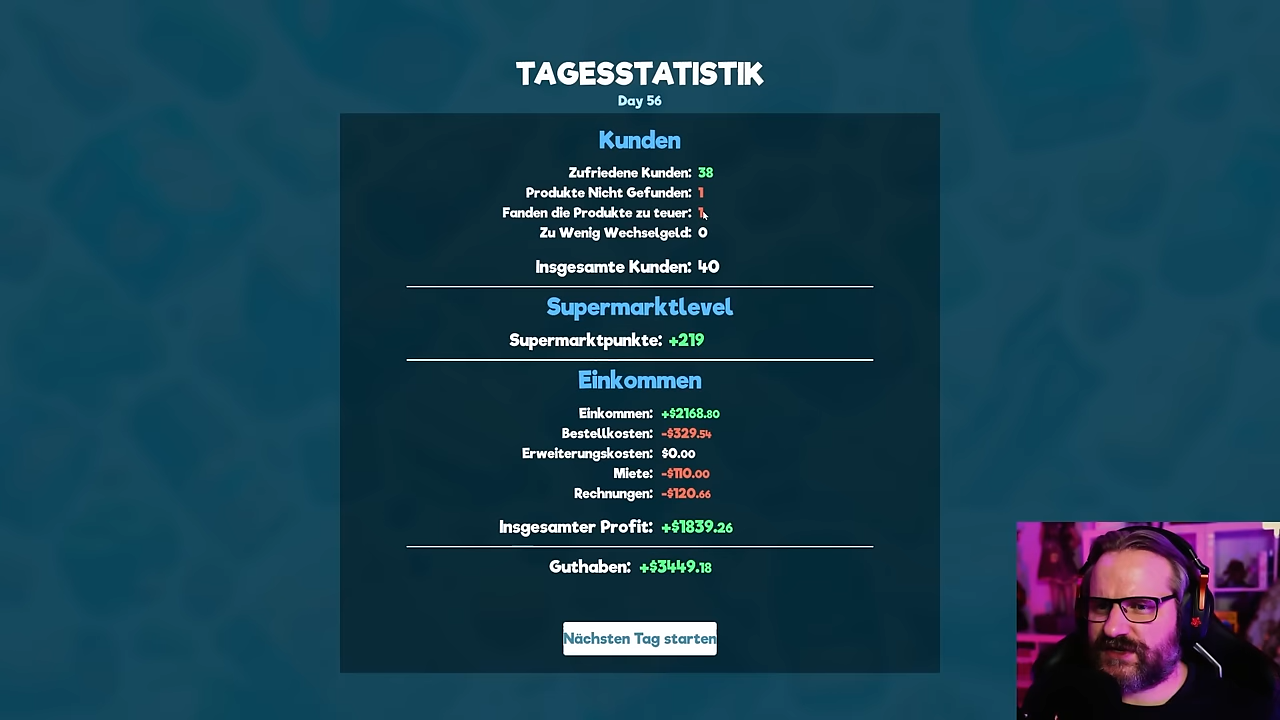 TAGESSTATISTIK
Day 56
Kunden
Zufriedene Kunden: 38
Produkte Nicht Gefunden: 1
Fanden die Produkte zu teuer: 1
Zu Wenig Wechselgeld: 0
Insgesamte Kunden: 40
Supermarktlevel
Supermarktpunkte: +219
Einkommen
Einkommen: +$2168.80
Bestellkosten: -$329.54
Erweiterungskosten: $0.00
Miete: -$110.00
Rechnungen: -$120.66
Insgesamter Profit: +$1839.26
Guthaben: +$3449.18
Nächsten Tag starten